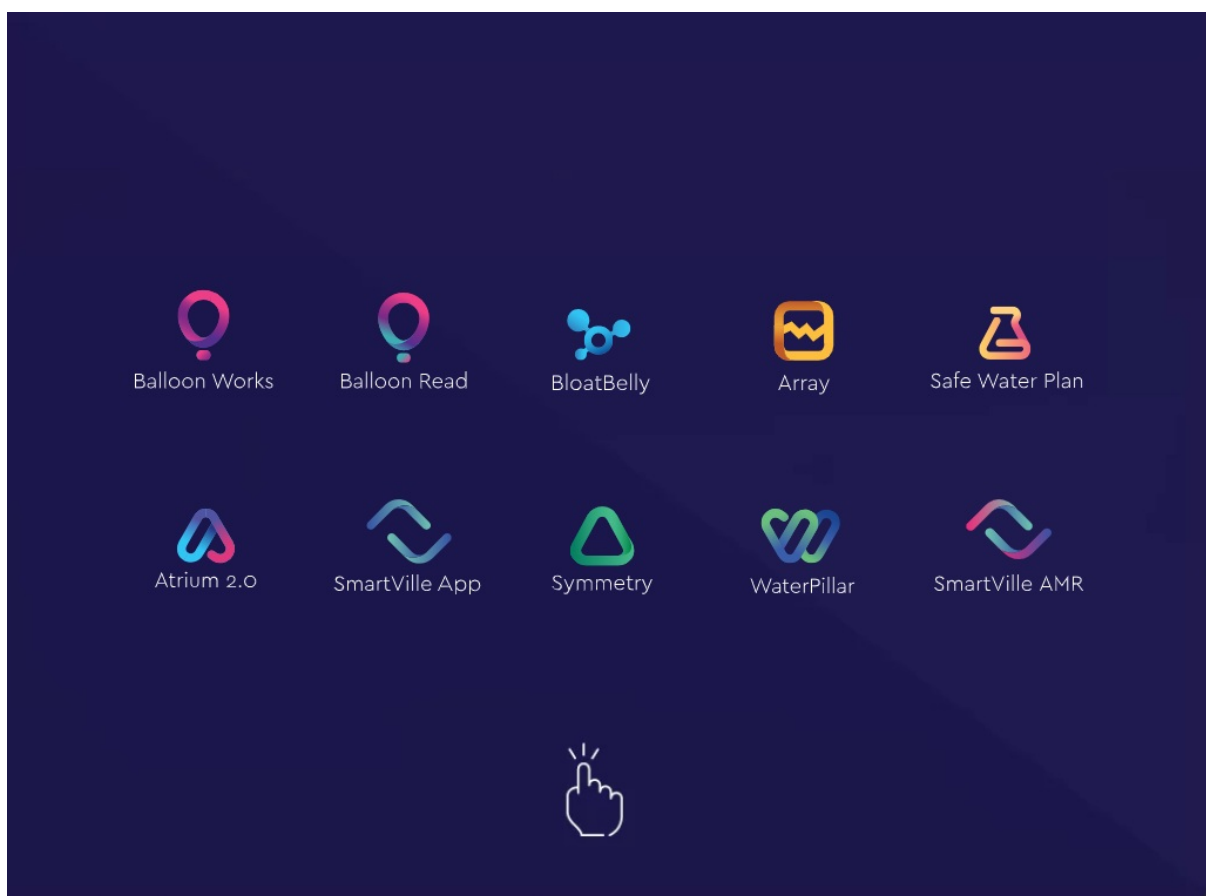 Balloon Works
Balloon Read
BloatBelly
Array
Safe Water Plan
Atrium 2.0
SmartVille App
Symmetry
WaterPillar
SmartVille AMR